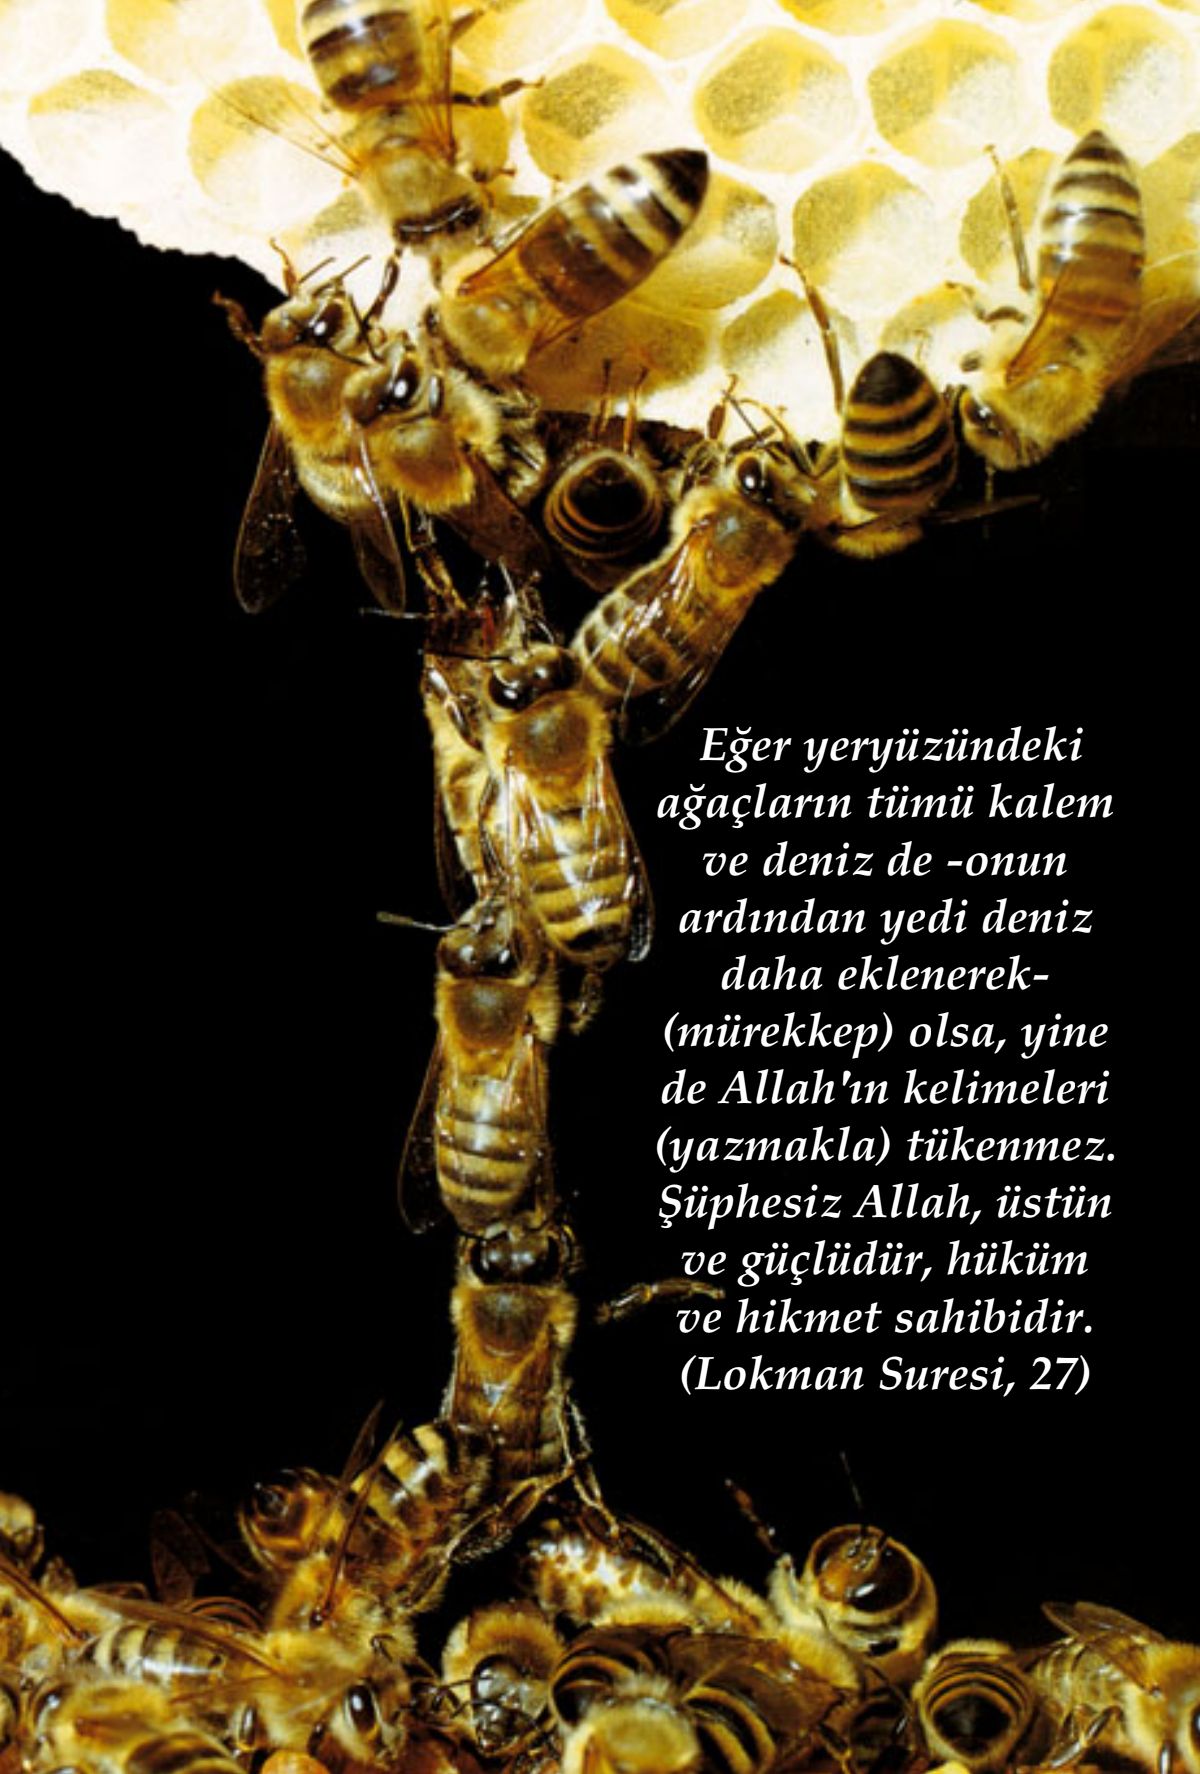 Eğer yeryüzündeki
ağaçların tümü kalem
ve deniz de -onun
ardından yedi deniz
daha eklenerek-
(mürekkep) olsa, yine
de Allah'ın kelimeleri
(yazmakla) tükenmez.
Şüphesiz Allah, üstün
ve güçlüdür, hüküm
ve hikmet sahibidir.
(Lokman Suresi, 27)